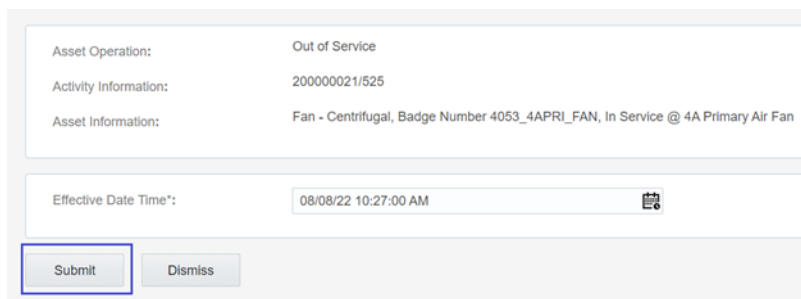 Asset Operation: Out of Service
Activity Information: 200000021/525
Asset Information: Fan - Centrifugal, Badge Number 4053_4APRI_FAN, In Service @ 4A Primary Air Fan
Effective Date Time*: 08/08/22 10:27:00 AM
Submit Dismiss